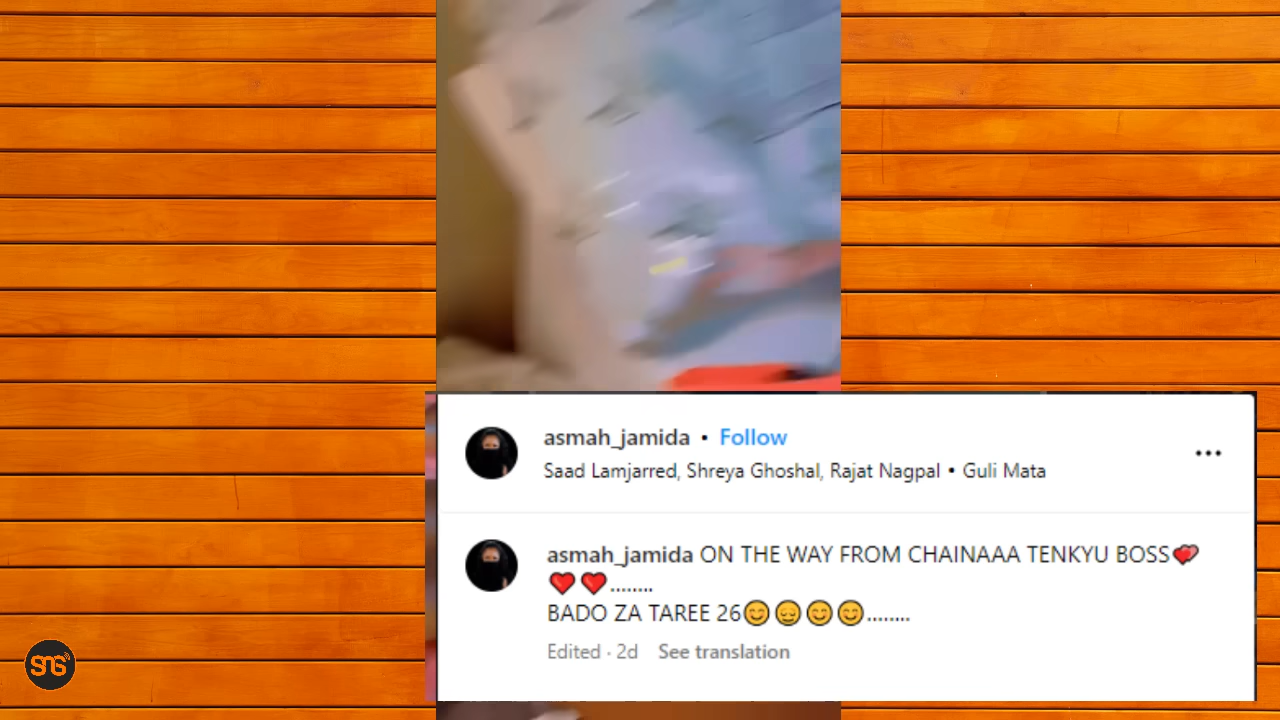 asmah_jamida • Follow
Saad Lamjarred, Shreya Ghoshal, Rajat Nagpal • Guli Mata
asmah_jamida ON THE WAY FROM CHAINAAA TENKYU BOSS💕
❤️❤️........
BADO ZA TAREE 26😊😔😊😊........
Edited · 2d See translation
SNS